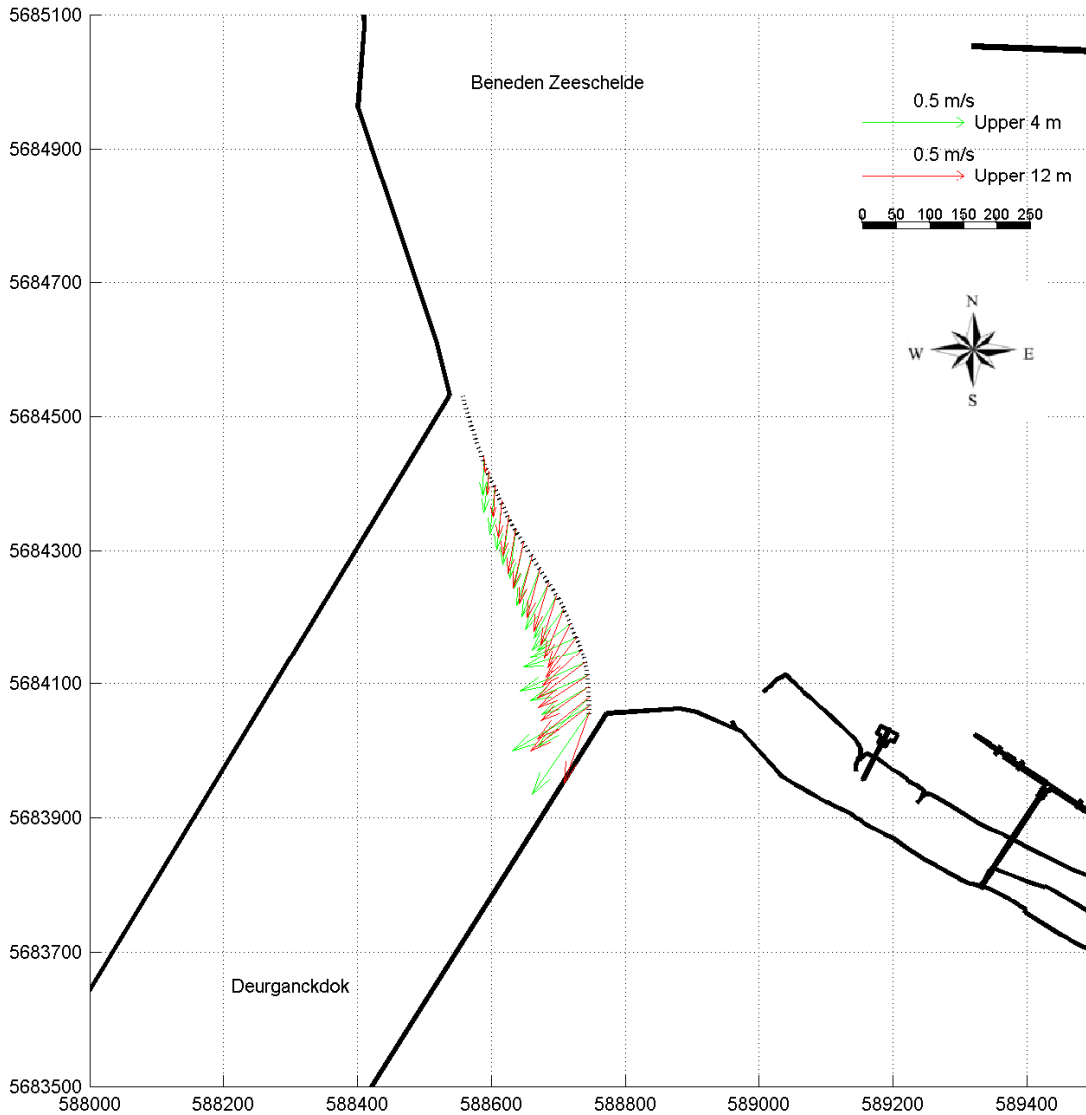 5685100
Beneden Zeeschelde
0.5 m/s
Upper 4 m
5684900
0.5 m/s
Upper 12 m
0 50 100 150 200 250
5684700
N
W E
S
5684500
5684300
5684100
5683900
5683700
Deurganckdok
5683500
588000 588200 588400 588600 588800 589000 589200 589400